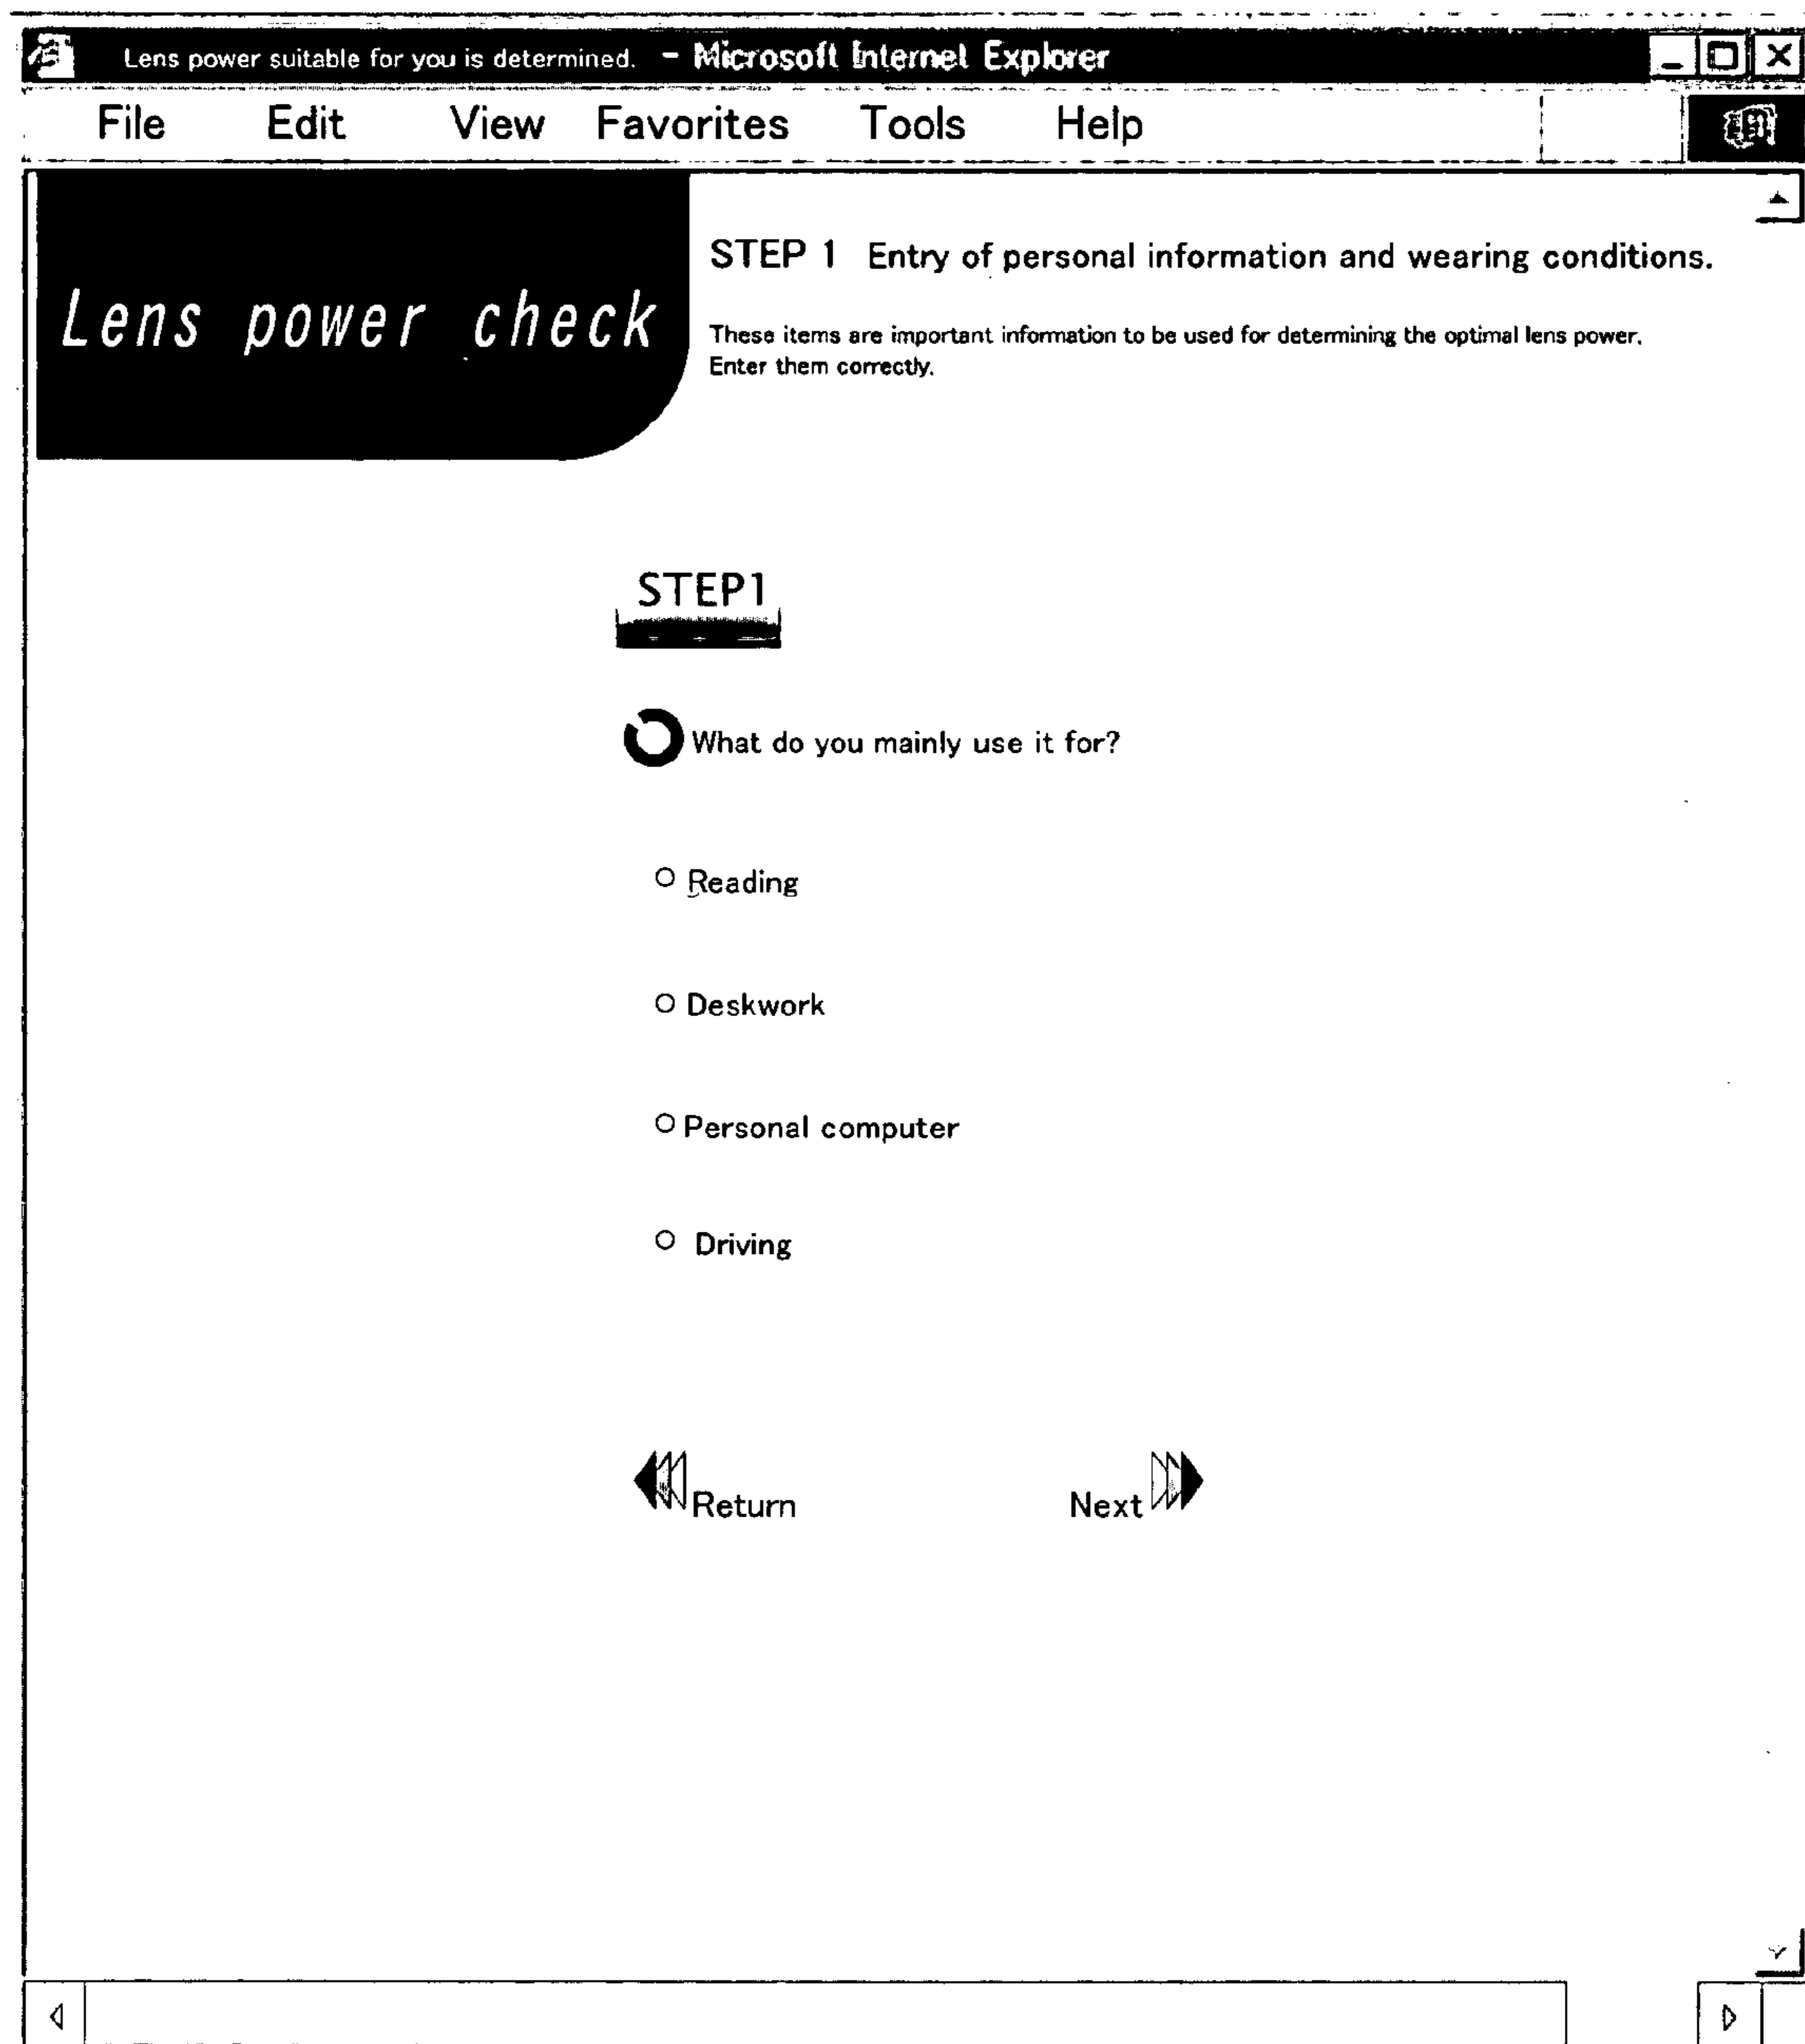 Lens power suitable for you is determined. - Microsoft Internet Explorer
File Edit View Favorites Tools Help
Lens power check
STEP 1 Entry of personal information and wearing conditions.
These items are important information to be used for determining the optimal lens power.
Enter them correctly.
STEP1
What do you mainly use it for?
Reading
Deskwork
Personal computer
Driving
Return Next